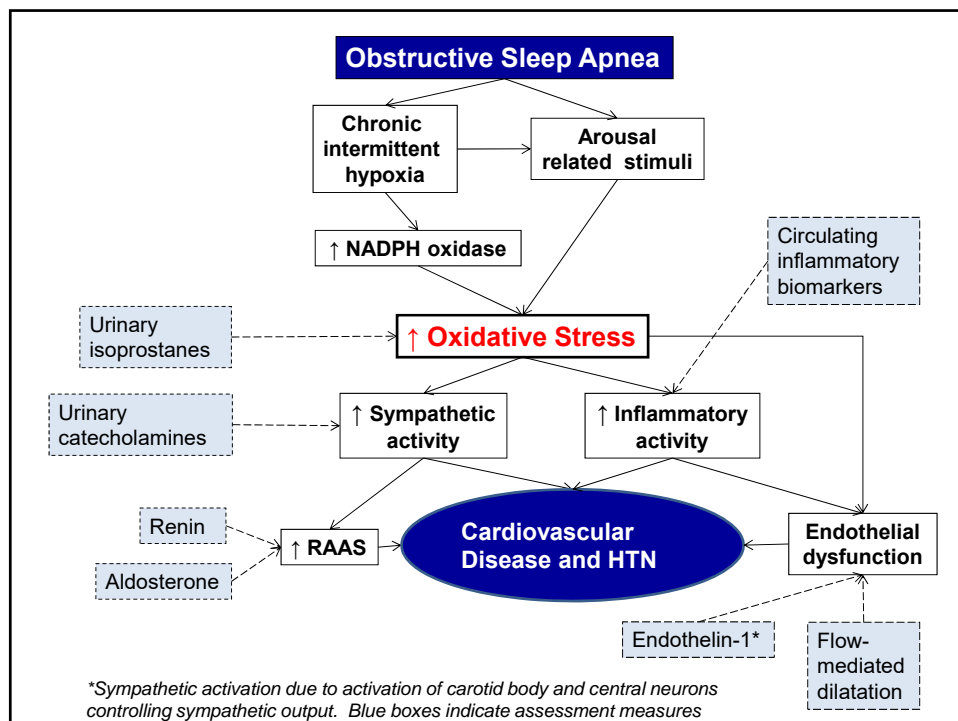 Obstructive Sleep Apnea
Chronic
intermittent
hypoxia
Arousal
related stimuli
↑ NADPH oxidase
Circulating
inflammatory
biomarkers
Urinary
isoprostanes
↑ Oxidative Stress
Urinary
catecholamines
↑ Sympathetic
activity
↑ Inflammatory
activity
Renin
Aldosterone
↑ RAAS
Cardiovascular
Disease and HTN
Endothelial
dysfunction
Endothelin-1*
Flow-
mediated
dilatation
*Sympathetic activation due to activation of carotid body and central neurons
controlling sympathetic output. Blue boxes indicate assessment measures